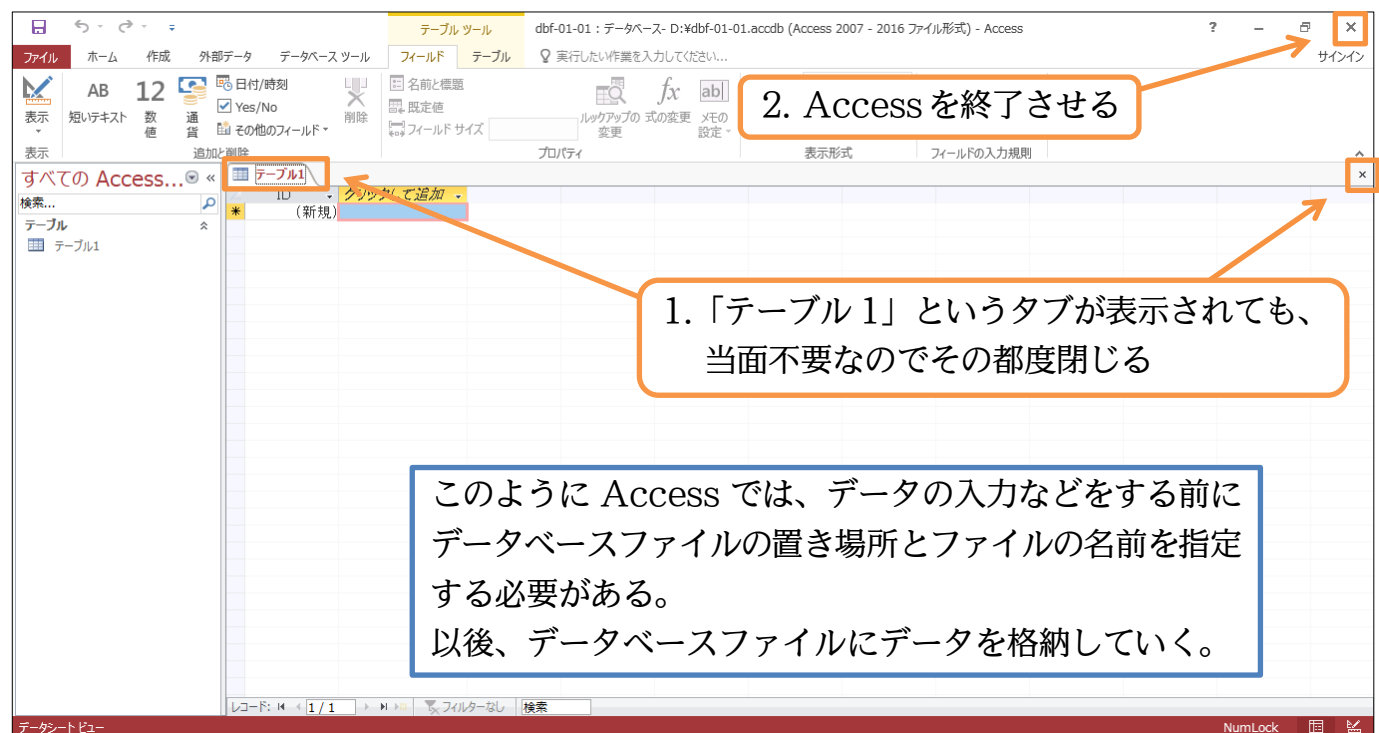 テーブル ツール
dbf-01-01 : データベース- D:¥dbf-01-01.accdb (Access 2007 - 2016 ファイル形式) - Access
?
ファイル ホーム 作成 外部データ データベース ツール フィールド テーブル 実行したい作業を入力してください... サインイン
表示
AB
短いテキスト
12
数値
通貨
日付/時刻
Yes/No
その他のフィールド
削除
名前と標題
既定値
フィールド サイズ
ルックアップの変更
fx
式の変更
ab|
メモの設定
表示 追加と削除 プロパティ 表示形式 フィールドの入力規則
2. Access を終了させる
すべての Access... «
検索...
テーブル
テーブル1
テーブル1
ID クリックして追加
* (新規)
1.「テーブル 1」というタブが表示されても、
当面不要なのでその都度閉じる
このように Access では、データの入力などをする前に
データベースファイルの置き場所とファイルの名前を指定
する必要がある。
以後、データベースファイルにデータを格納していく。
レコード: 1 / 1 フィルターなし 検索
データシート ビュー NumLock